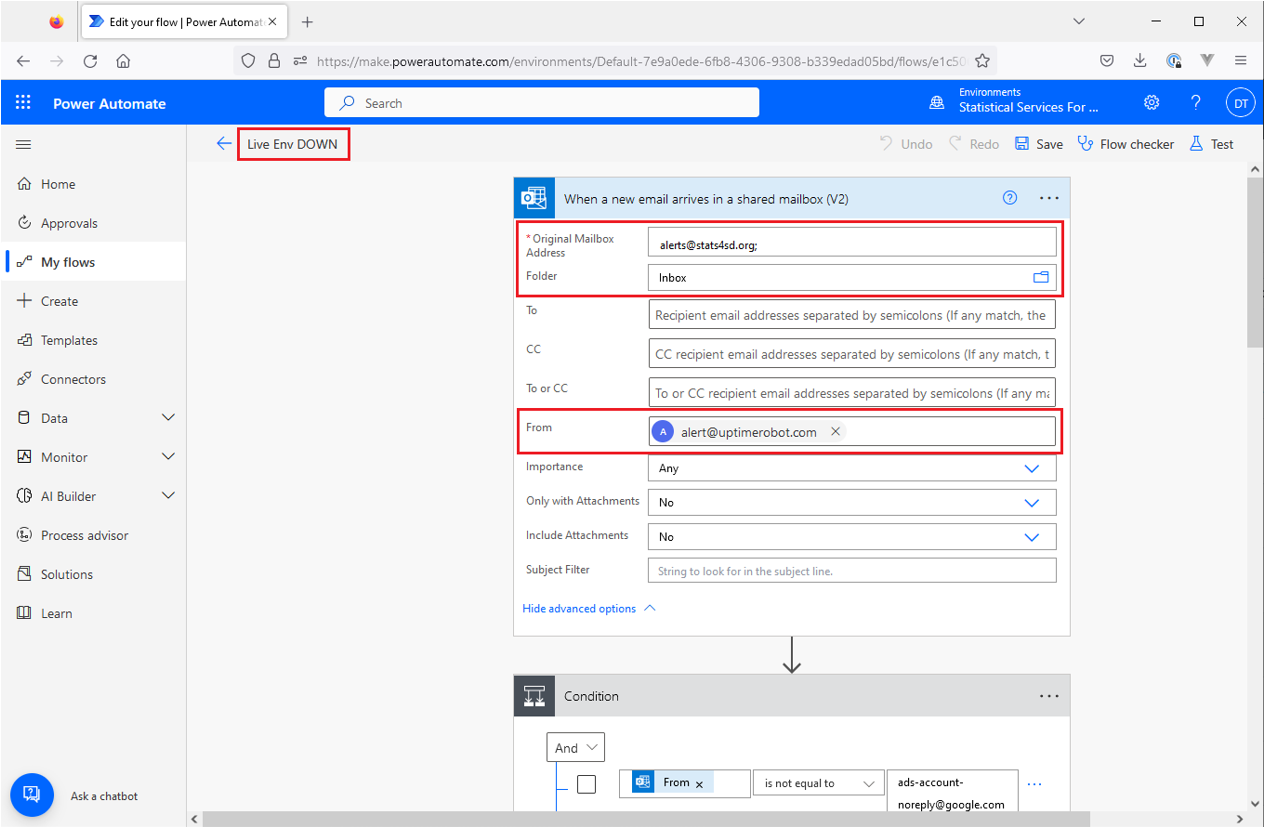 Edit your flow | Power Automat
https://make.powerautomate.com/environments/Default-7e9a0ede-6fb8-4306-9308-b339edad05bd/flows/e1c50
Power Automate
Search
Environments
Statistical Services For ...
?
DT
Live Env DOWN
Undo
Redo
Save
Flow checker
Test
Home
Approvals
My flows
Create
Templates
Connectors
Data
Monitor
AI Builder
Process advisor
Solutions
Learn
Ask a chatbot
When a new email arrives in a shared mailbox (V2)
?
...
* Original Mailbox
Address
alerts@stats4sd.org;
Folder
Inbox
To
Recipient email addresses separated by semicolons (If any match, the
CC
CC recipient email addresses separated by semicolons (If any match, t
To or CC
To or CC recipient email addresses separated by semicolons (If any ma
From
A
alert@uptimerobot.com
Importance
Any
Only with Attachments
No
Include Attachments
No
Subject Filter
String to look for in the subject line.
Hide advanced options
Condition
...
And
From
is not equal to
ads-account-
noreply@google.com
...